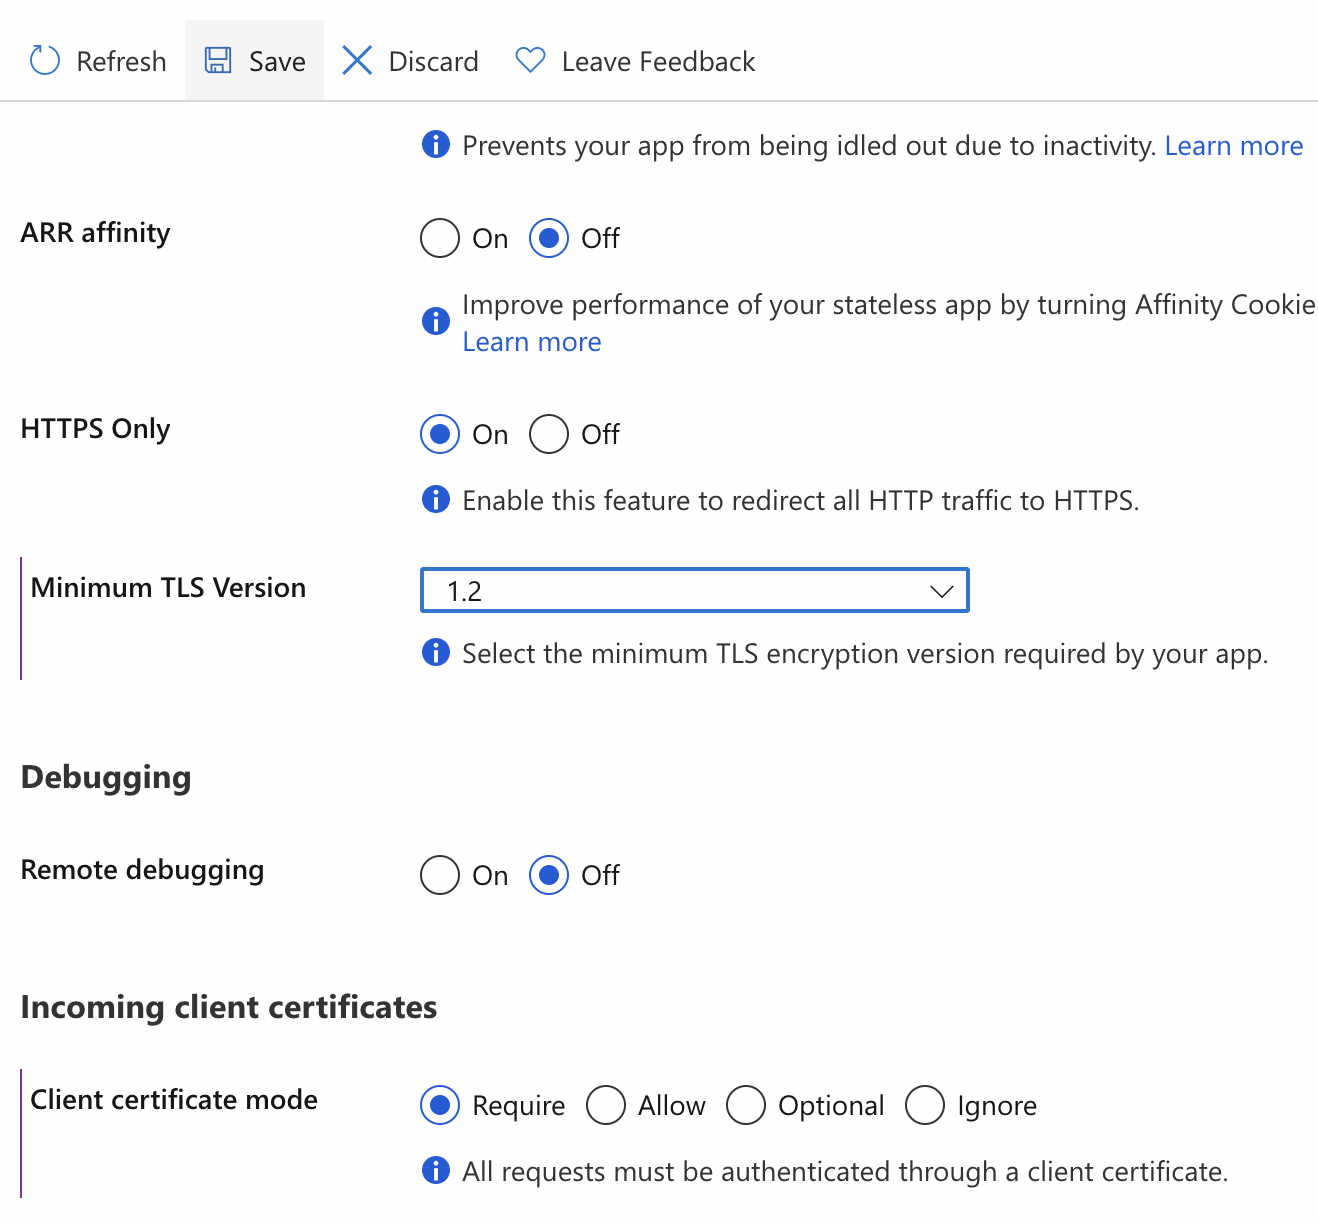 Refresh Save Discard Leave Feedback
Prevents your app from being idled out due to inactivity. Learn more
ARR affinity
On Off
Improve performance of your stateless app by turning Affinity Cookie
Learn more
HTTPS Only
On Off
Enable this feature to redirect all HTTP traffic to HTTPS.
Minimum TLS Version
1.2
Select the minimum TLS encryption version required by your app.
Debugging
Remote debugging
On Off
Incoming client certificates
Client certificate mode
Require Allow Optional Ignore
All requests must be authenticated through a client certificate.